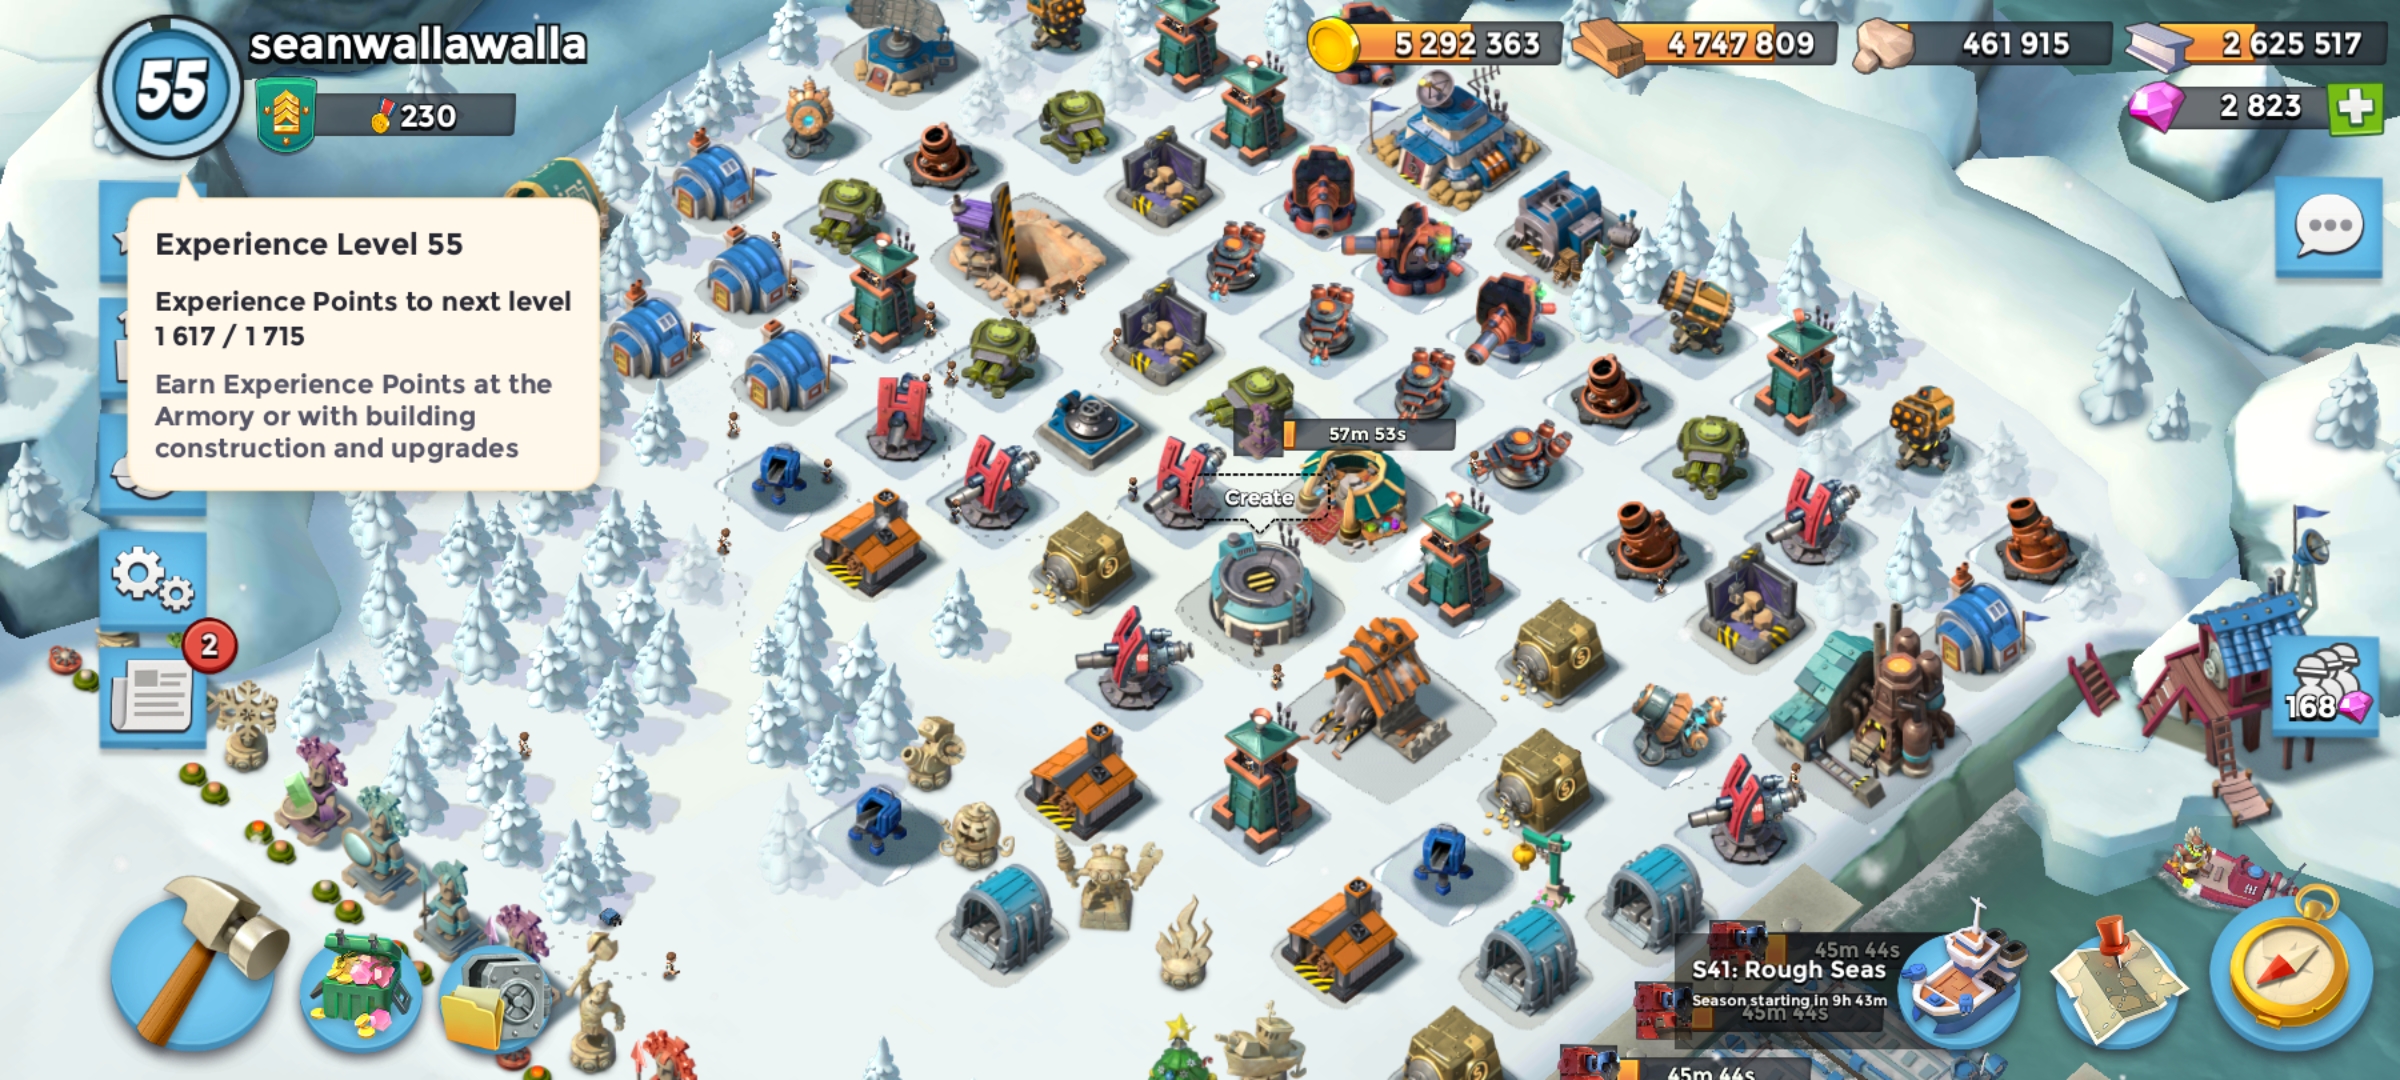 55
seanwallawalla
230
5 292 363
4 747 809
461 915
2 625 517
2 823
Experience Level 55
Experience Points to next level
1 617 / 1 715
Earn Experience Points at the
Armory or with building
construction and upgrades
57m 53s
Create
2
168
45m 44s
S41: Rough Seas
Season starting in 9h 43m
45m 44s
45m 44s